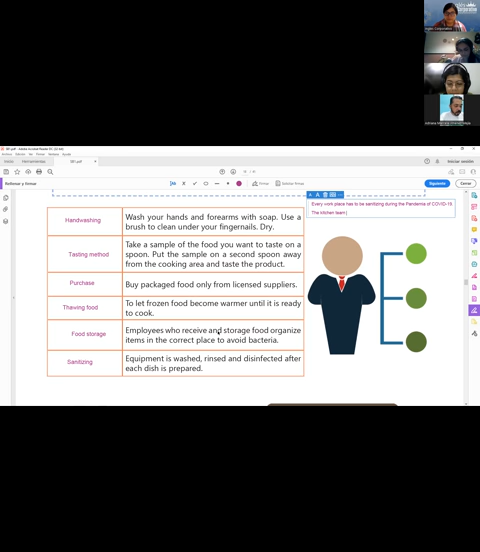 Inicio
Herramientas
Iniciar sesión
Rellenar y firmar
Siguiente
Cerrar
Every work place has to be sanitizing during the Pandemie of COVID-19
The kitchen team
Handwashing
Wash your hands and forearms with soap. Use a
brush to clean under your fingernails. Dry.
Tasting method
Take a sample of the food you want to taste on a
spoon. Put the sample on a second spoon away
from the cooking area and taste the product.
Purchase
Buy packaged food only from licensed suppliers.
Thawing food
To let frozen food become warmer until it is ready
to cook.
Food storage
Employees who receive and storage food organize
items in the correct place to avoid bacteria.
Sanitizing
Equipment is washed, rinsed and disinfected after
each dish is prepared.